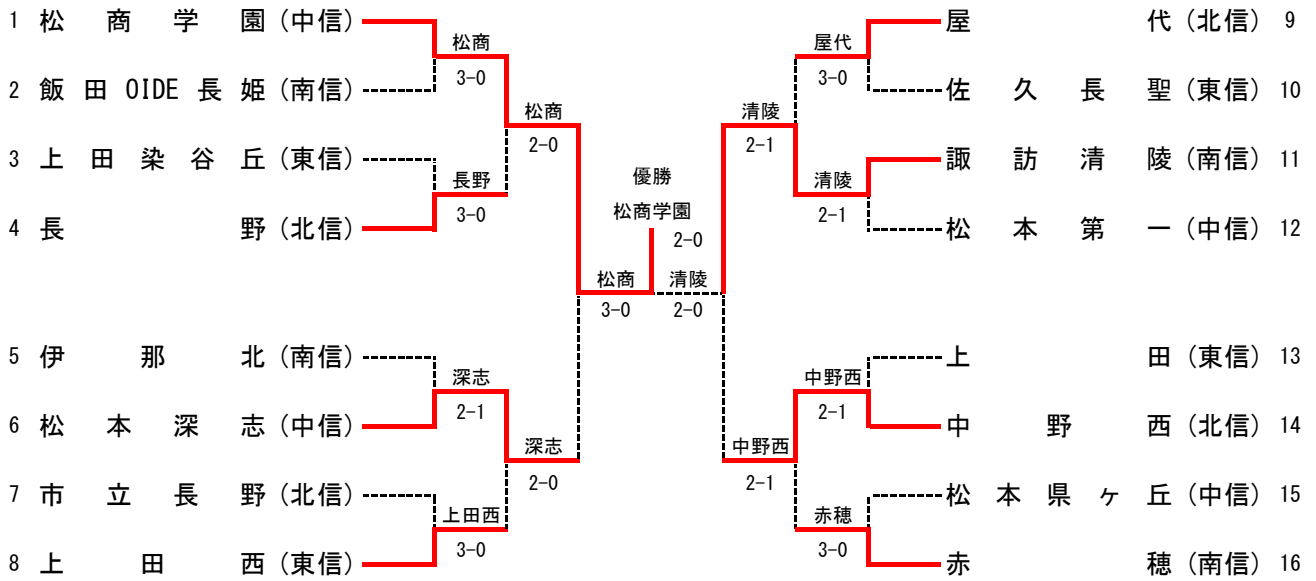 1 松商学園(中信)
屋代(北信) 9
松商
屋代
3-0
3-0
2 飯田OIDE長姫(南信)
佐久長聖(東信) 10
松商
清陵
2-0
2-1
3 上田染谷丘(東信)
諏訪清陵(南信) 11
長野
優勝
清陵
3-0
松商学園
2-1
4 長野(北信)
2-0
松本第一(中信) 12
松商
清陵
3-0
2-0
5 伊那北(南信)
上田(東信) 13
深志
中野西
2-1
2-1
6 松本深志(中信)
中野西(北信) 14
深志
中野西
2-0
2-1
7 市立長野(北信)
松本県ヶ丘(中信) 15
上田西
赤穂
3-0
3-0
8 上田西(東信)
赤穂(南信) 16